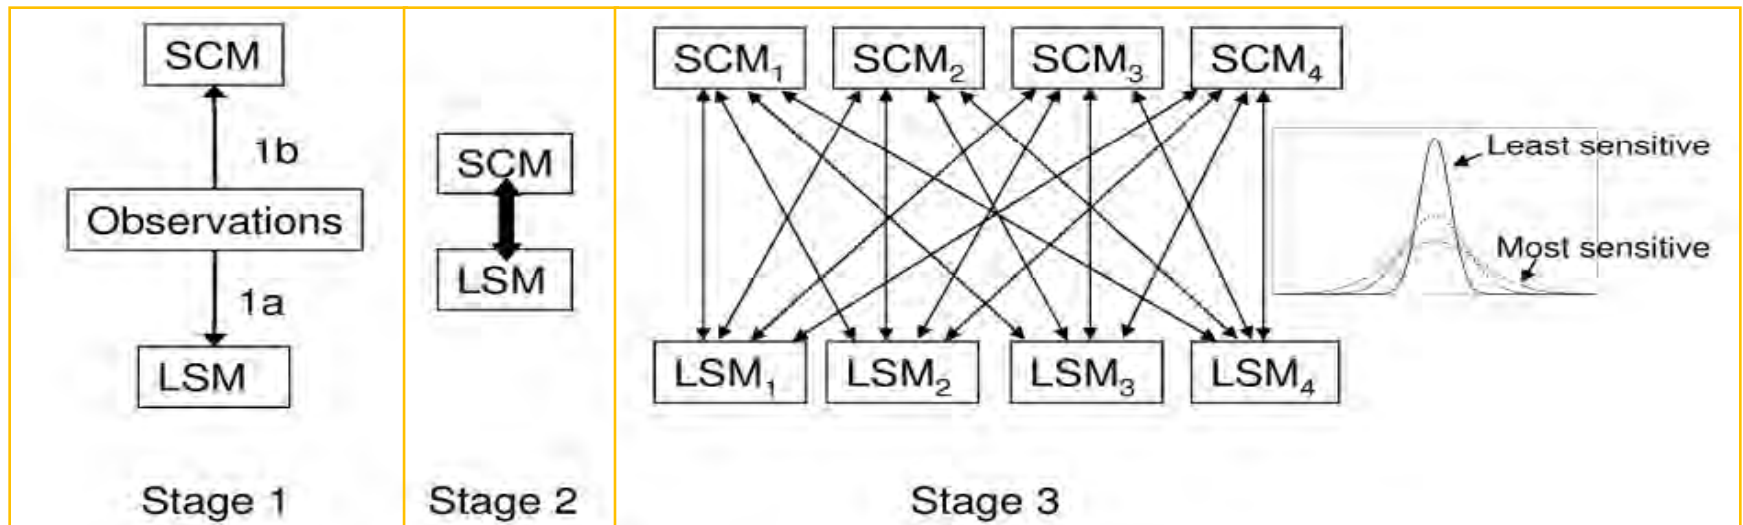 SCM
1b
Observations
1a
LSM
Stage 1
SCM
LSM
Stage 2
SCM₁ SCM₂ SCM₃ SCM₄
Least sensitive
Most sensitive
LSM₁ LSM₂ LSM₃ LSM₄
Stage 3